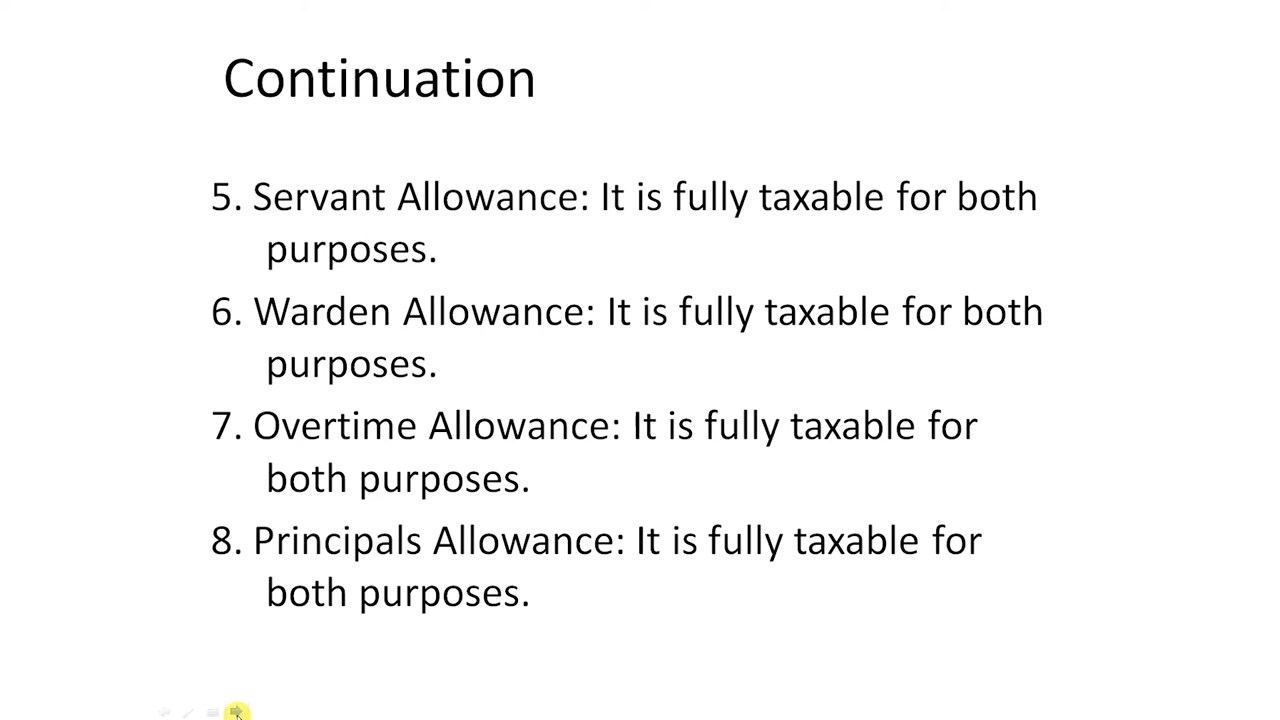 Continuation
5. Servant Allowance: It is fully taxable for both
purposes.
6. Warden Allowance: It is fully taxable for both
purposes.
7. Overtime Allowance: It is fully taxable for
both purposes.
8. Principals Allowance: It is fully taxable for
both purposes.